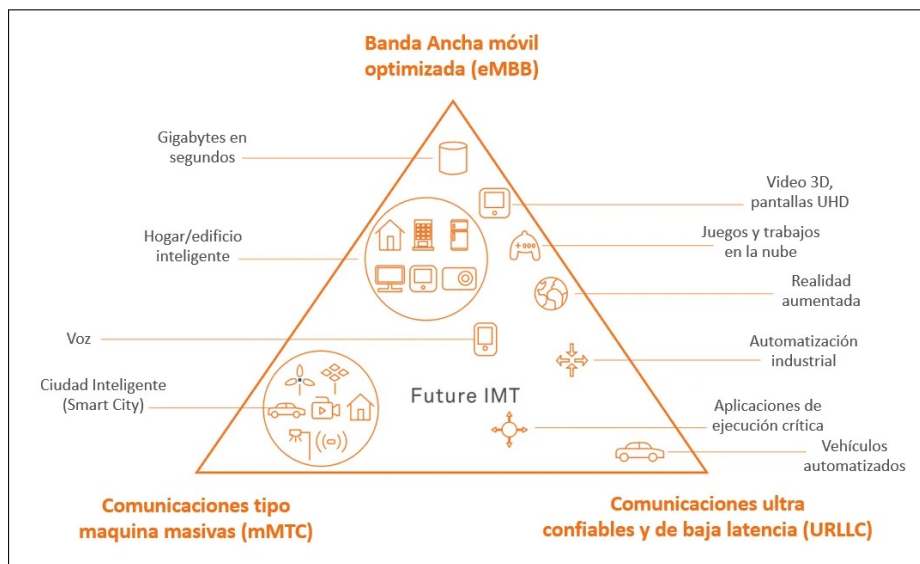 Banda Ancha móvil
optimizada (eMBB)
Gigabytes en
segundos
Video 3D,
pantallas UHD
Hogar/edificio
inteligente
Juegos y trabajos
en la nube
Realidad
aumentada
Voz
Automatización
industrial
Ciudad Inteligente
(Smart City)
Future IMT
Aplicaciones de
ejecución crítica
Vehículos
automatizados
Comunicaciones tipo
maquina masivas (mMTC)
Comunicaciones ultra
confiables y de baja latencia (URLLC)